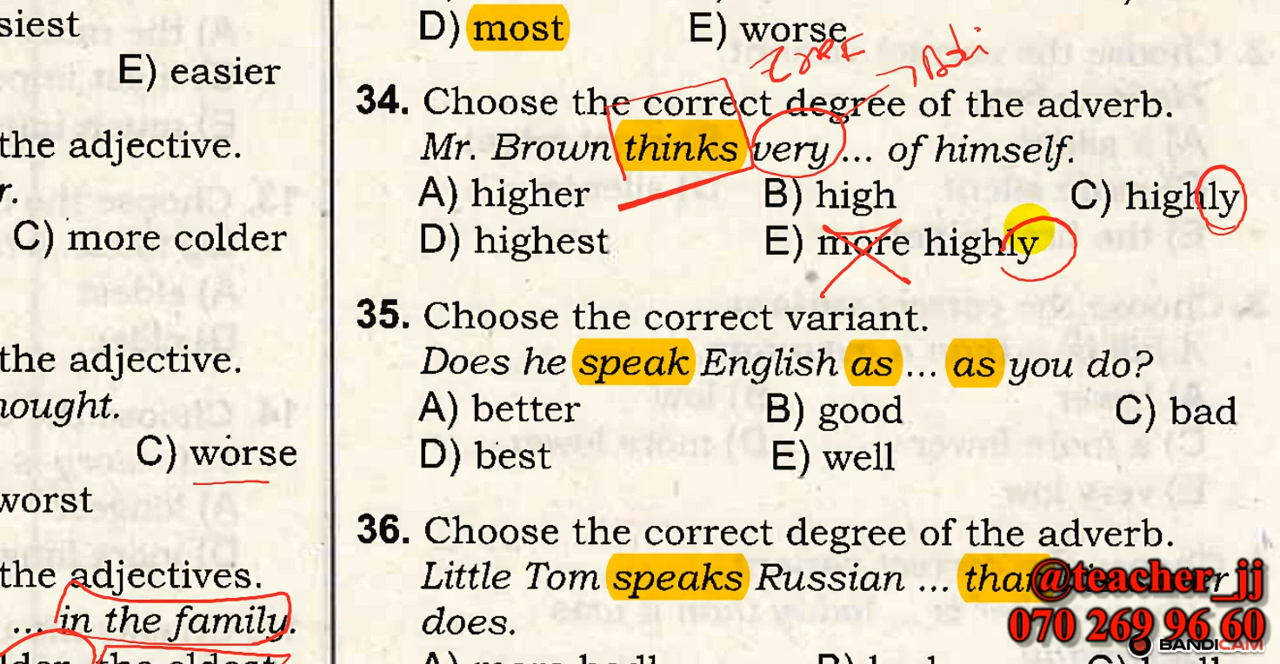 siest
E) easier
the adjective.
r.
C) more colder
the adjective.
hought.
C) worse
worst
the adjectives.
... in the family.
the eldest
D) most E) worse
34. Choose the correct degree of the adverb.
Mr. Brown thinks very ... of himself.
A) higher B) high C) highly
D) highest E) more highly
35. Choose the correct variant.
Does he speak English as ... as you do?
A) better B) good C) bad
D) best E) well
36. Choose the correct degree of the adverb.
Little Tom speaks Russian ... than
does.
@teacher_jj
070 269 96 60
BANDICAM